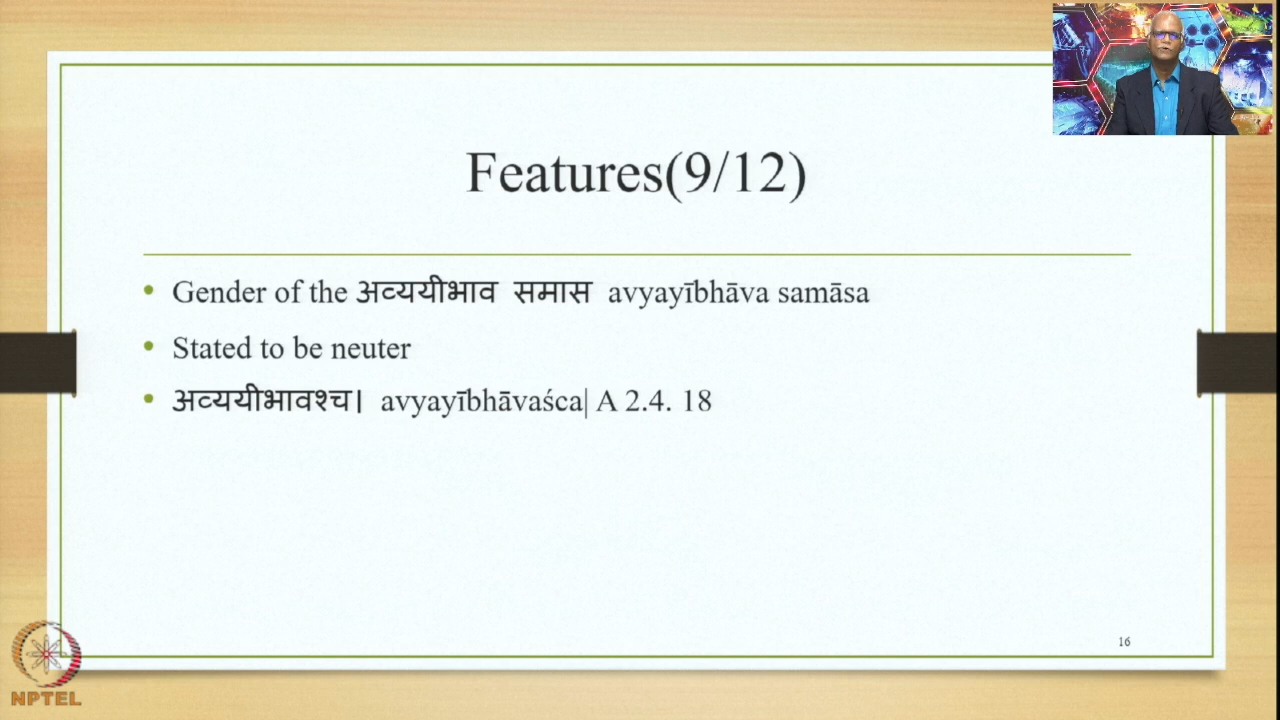 Features(9/12)
• Gender of the अव्ययीभाव समास avyayībhāva samāsa
• Stated to be neuter
• अव्ययीभावश्च। avyayībhāvaśca| A 2.4. 18
16
NPTEL